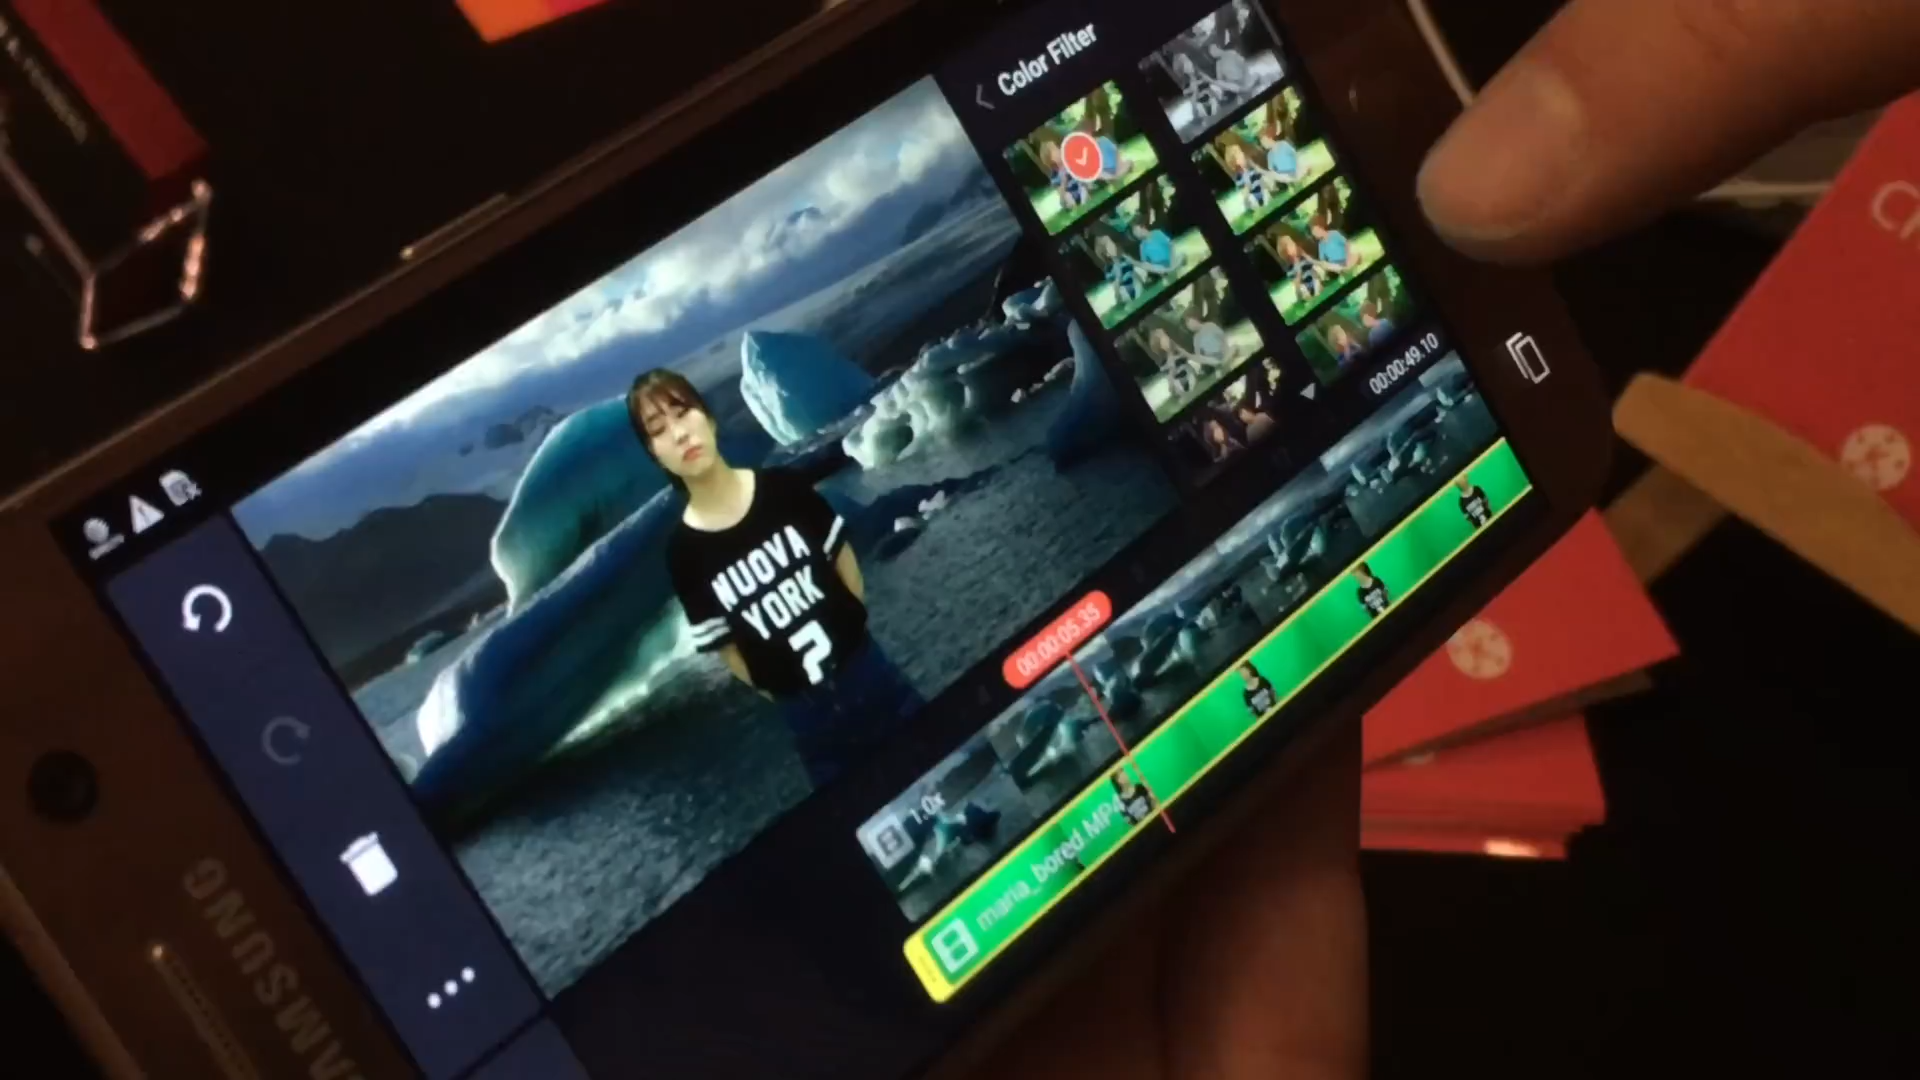 Color Filter
00:00:49.10
NUOVA
YORK
?
00:00:05.35
1.0x
maria_bored.MP4
SAMSUNG